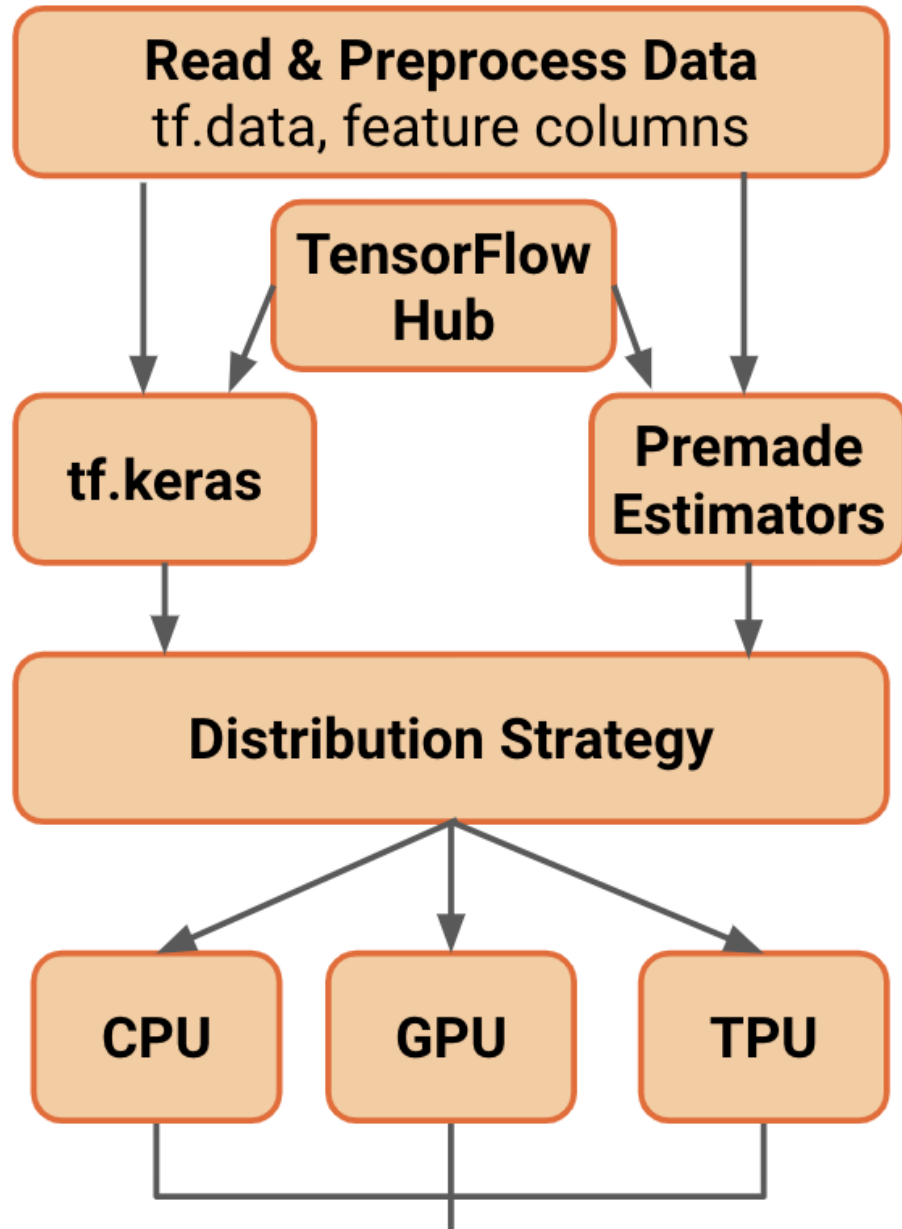 Read & Preprocess Data
tf.data, feature columns
TensorFlow
Hub
tf.keras
Premade
Estimators
Distribution Strategy
CPU
GPU
TPU